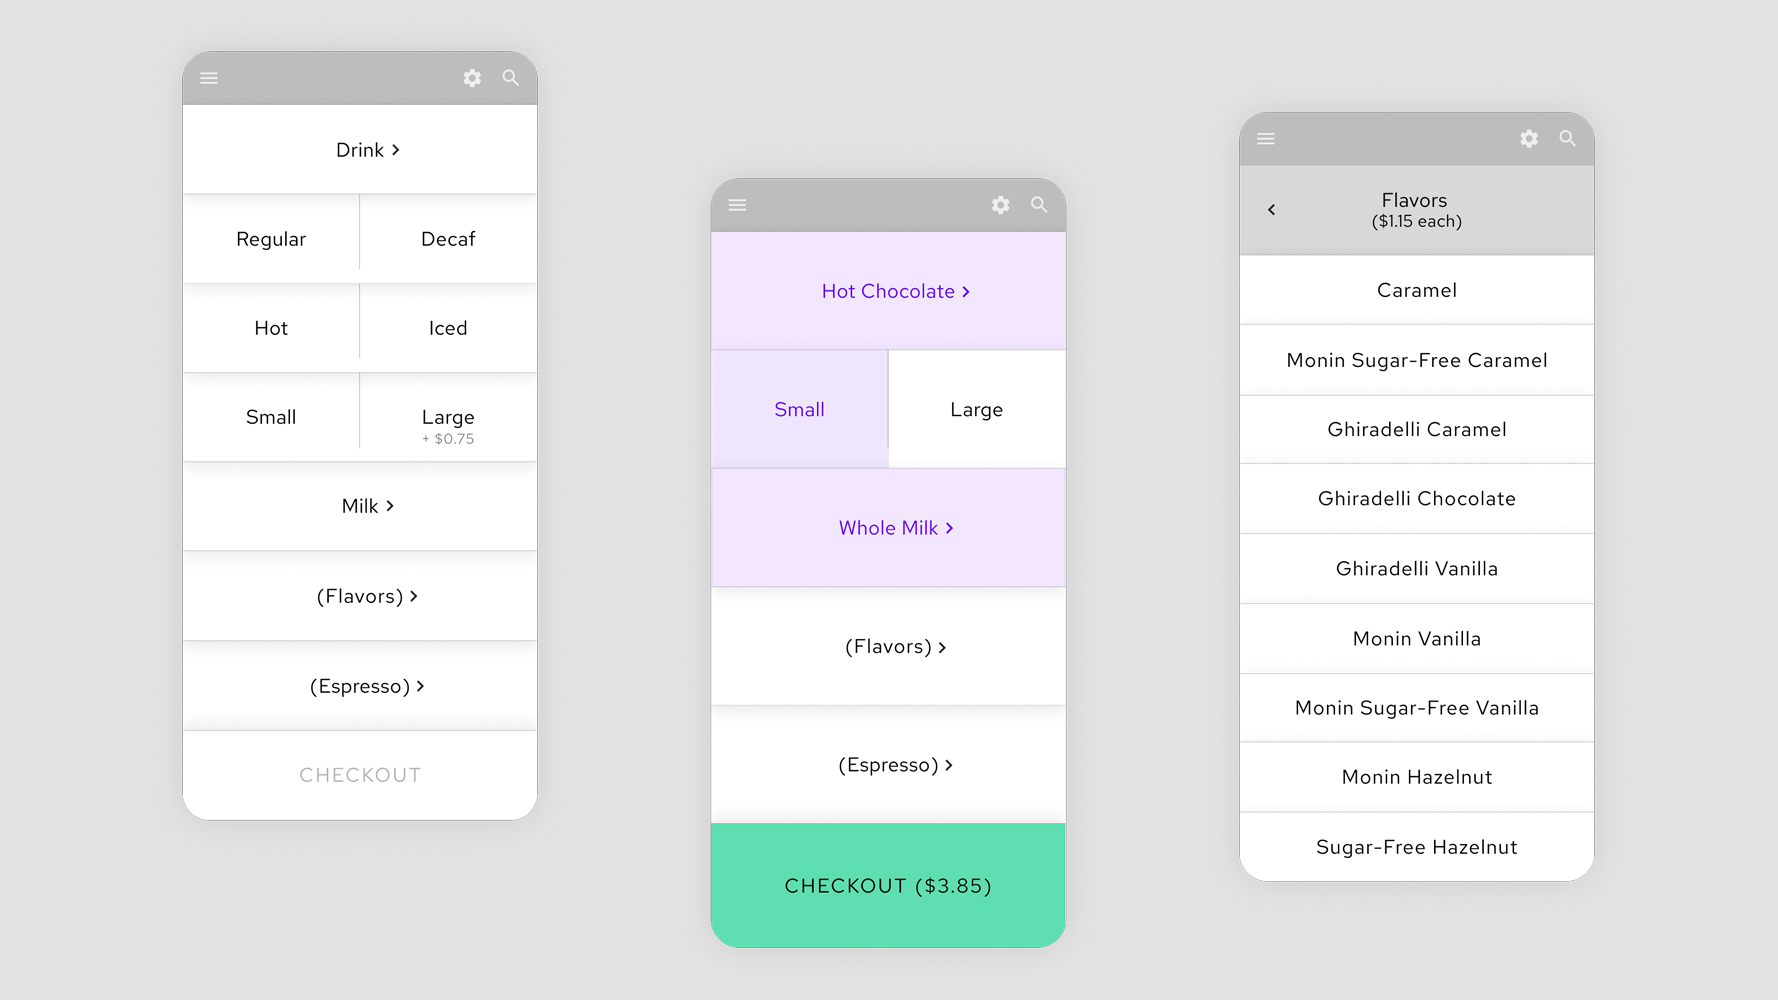 Drink
Regular
Decaf
Hot
Iced
Small
Large
+ $0.75
Milk
(Flavors)
(Espresso)
CHECKOUT
Hot Chocolate
Small
Large
Whole Milk
(Flavors)
(Espresso)
CHECKOUT ($3.85)
Flavors
($1.15 each)
Caramel
Monin Sugar-Free Caramel
Ghiradelli Caramel
Ghiradelli Chocolate
Ghiradelli Vanilla
Monin Vanilla
Monin Sugar-Free Vanilla
Monin Hazelnut
Sugar-Free Hazelnut